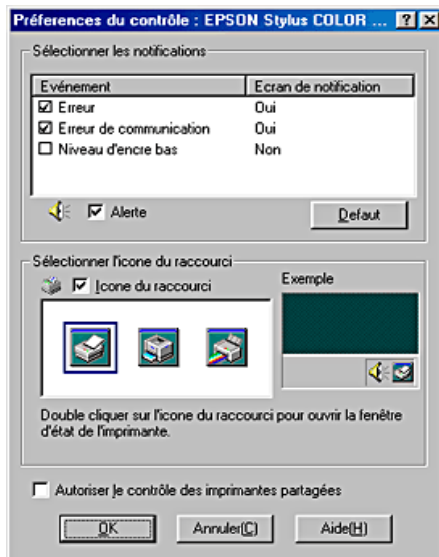 Préferences du contrôle : EPSON Stylus COLOR ...
Sélectionner les notifications
Evénement Ecran de notification
Erreur Oui
Erreur de communication Oui
Niveau d'encre bas Non
Alerte Defaut
Sélectionner l'icone du raccourci
Icone du raccourci Exemple
Double cliquer sur l'icone du raccourci pour ouvrir la fenêtre
d'état de l'imprimante.
Autoriser le contrôle des imprimantes partagées
OK Annuler(C) Aide(H)